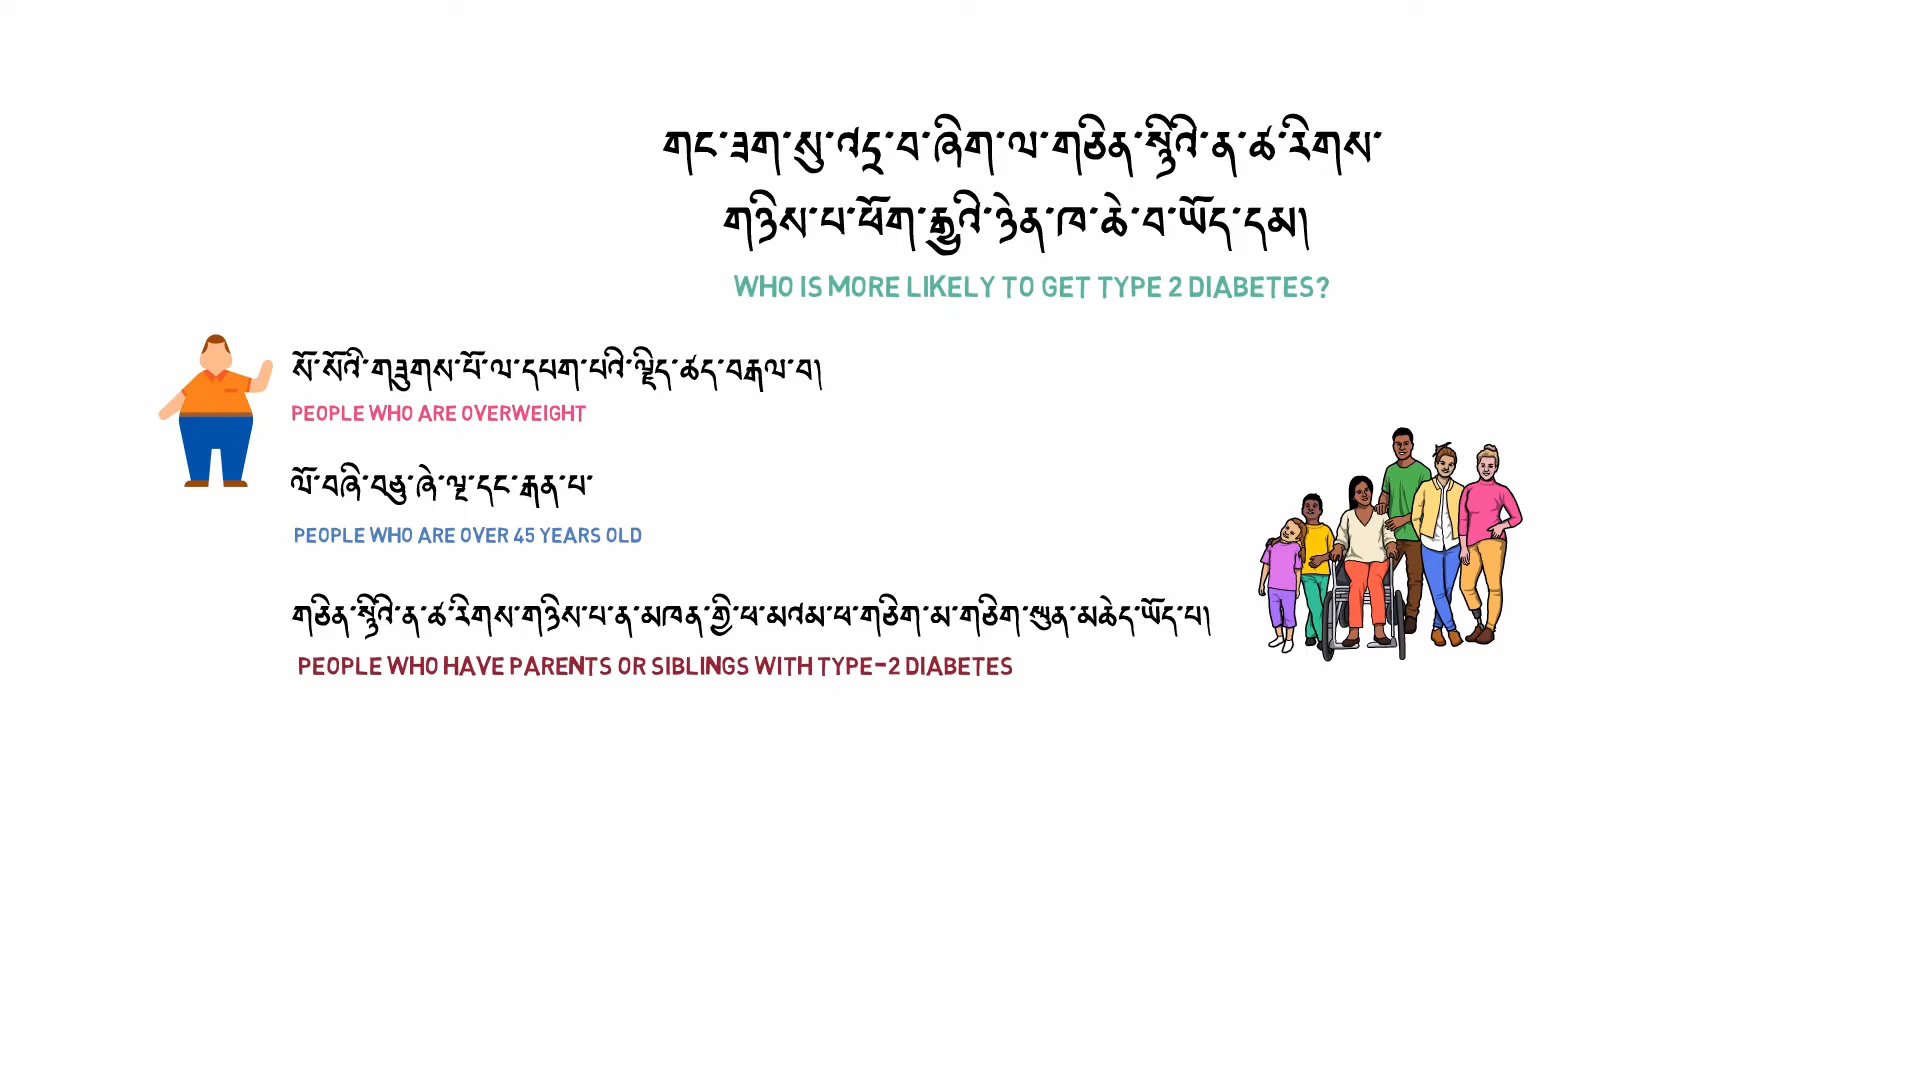 གང་ཟག་སུ་འདྲ་བ་ཞིག་ལ་གཅིན་སྙིའི་ན་ཚ་རིགས་
གཉིས་པ་ཕོག་རྒྱུའི་ཉེན་ཁ་ཆེ་བ་ཡོད་དམ།
WHO IS MORE LIKELY TO GET TYPE 2 DIABETES?
སོ་སོའི་གཟུགས་པོ་ལ་དཔག་པའི་ལྗིད་ཚད་བརྒལ་བ།
PEOPLE WHO ARE OVERWEIGHT
ལོ་བཞི་བཅུ་ཞེ་ལྔ་དང་རྒན་པ་
PEOPLE WHO ARE OVER 45 YEARS OLD
གཅིན་སྙིའི་ན་ཚ་རིགས་གཉིས་པ་ན་མཁན་གྱི་ཕ་མའམ་ཕ་གཅིག་མ་གཅིག་སྤུན་མཆེད་ཡོད་པ།
PEOPLE WHO HAVE PARENTS OR SIBLINGS WITH TYPE-2 DIABETES